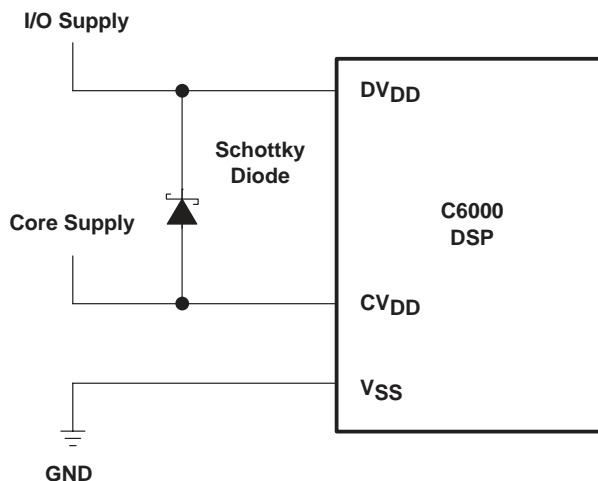 I/O Supply
DVDD
Schottky
Diode
C6000
DSP
Core Supply
CVDD
VSS
GND